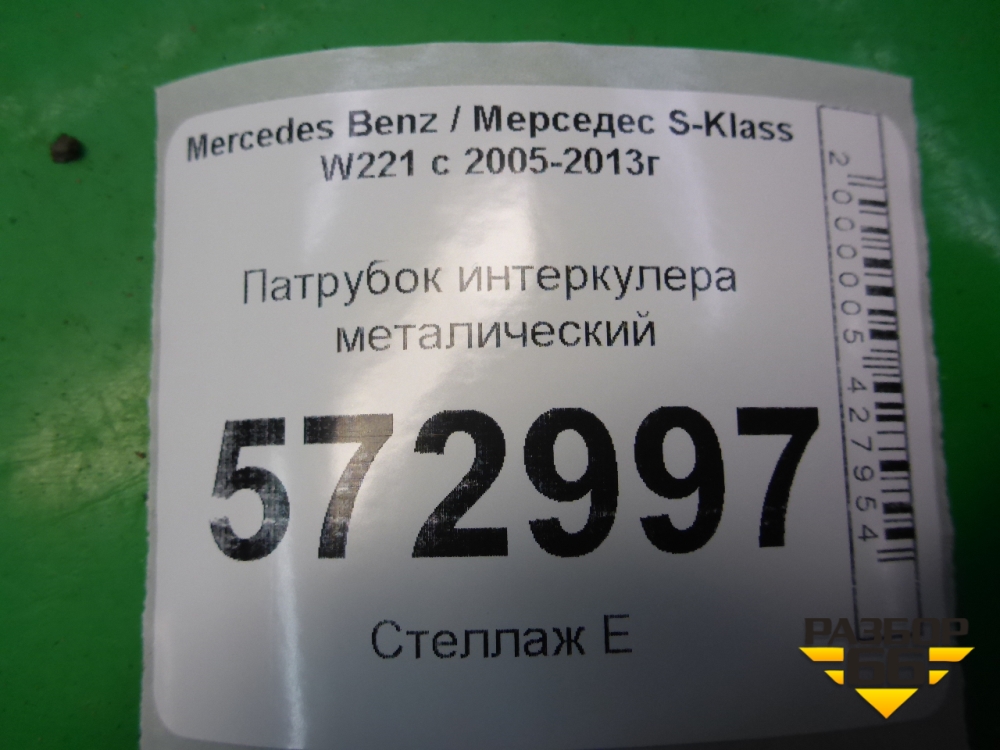 Mercedes Benz / Мерседес S-Klass
W221 с 2005-2013г
Патрубок интеркулера
металический
572997
Стеллаж Е
2000005427954
РАЗБОР
66